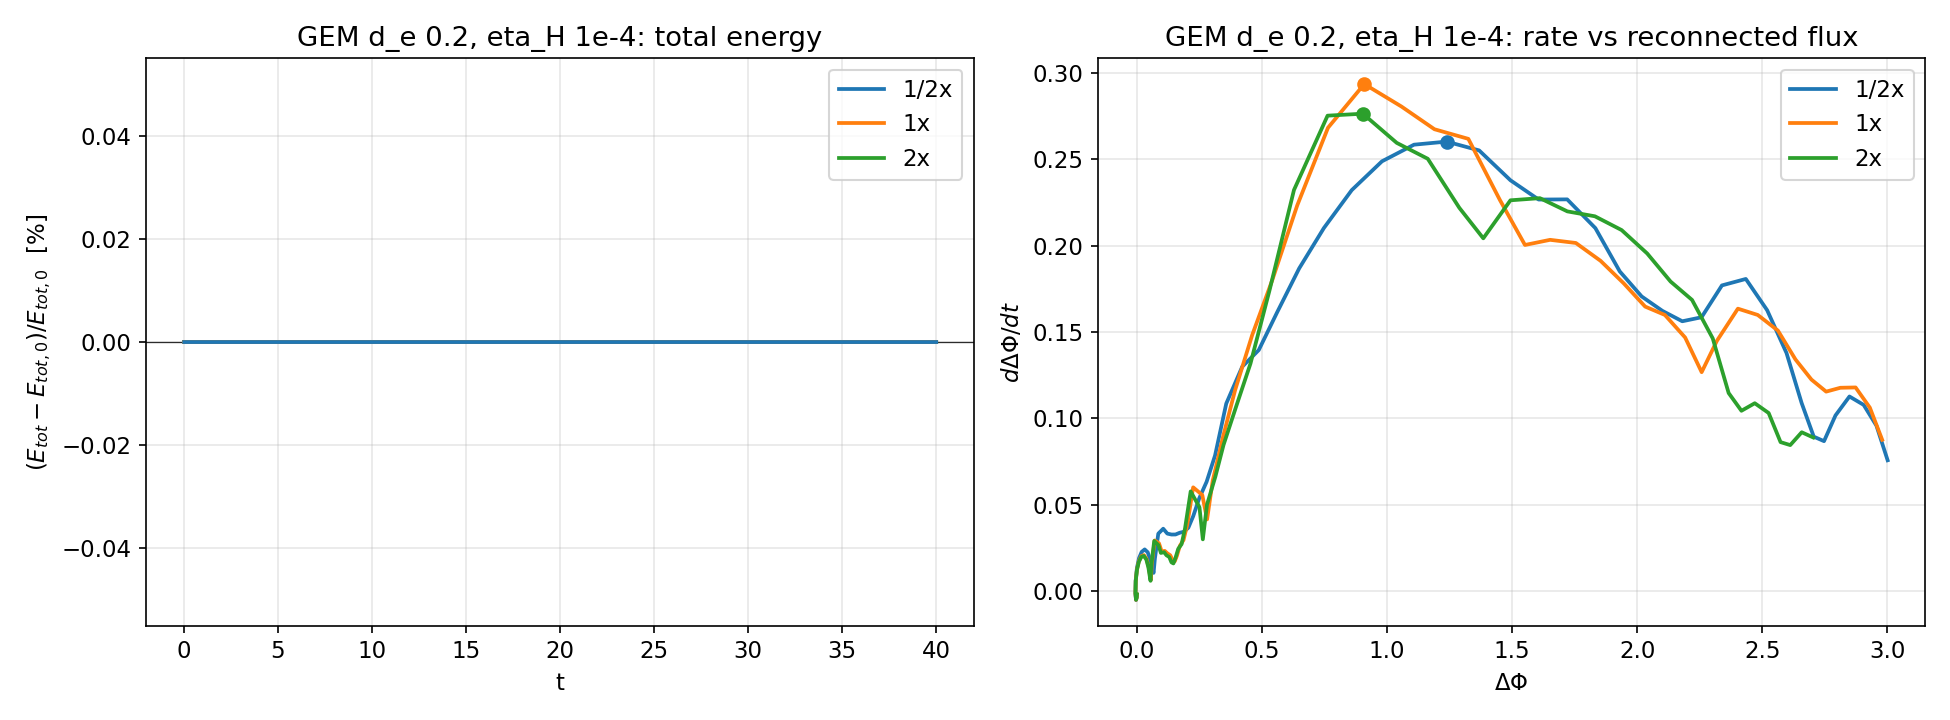 GEM d_e 0.2, eta_H 1e-4: total energy
(E_tot − E_tot,0)/E_tot,0 [%]
0.04
0.02
0.00
−0.02
−0.04
0 5 10 15 20 25 30 35 40
t
1/2x
1x
2x
GEM d_e 0.2, eta_H 1e-4: rate vs reconnected flux
dΔΦ/dt
0.30
0.25
0.20
0.15
0.10
0.05
0.00
0.0 0.5 1.0 1.5 2.0 2.5 3.0
ΔΦ
1/2x
1x
2x